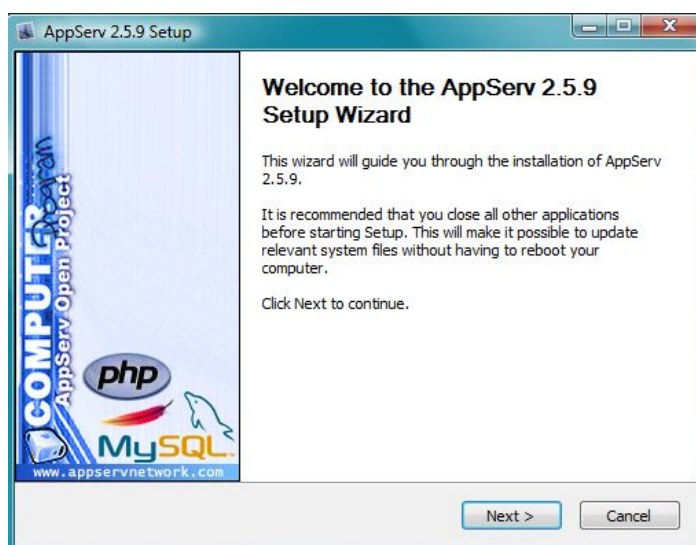 AppServ 2.5.9 Setup
COMPUTER
Program
AppServ Open Project
php
MySQL
www.appservnetwork.com
Welcome to the AppServ 2.5.9
Setup Wizard
This wizard will guide you through the installation of AppServ
2.5.9.
It is recommended that you close all other applications
before starting Setup. This will make it possible to update
relevant system files without having to reboot your
computer.
Click Next to continue.
Next >
Cancel